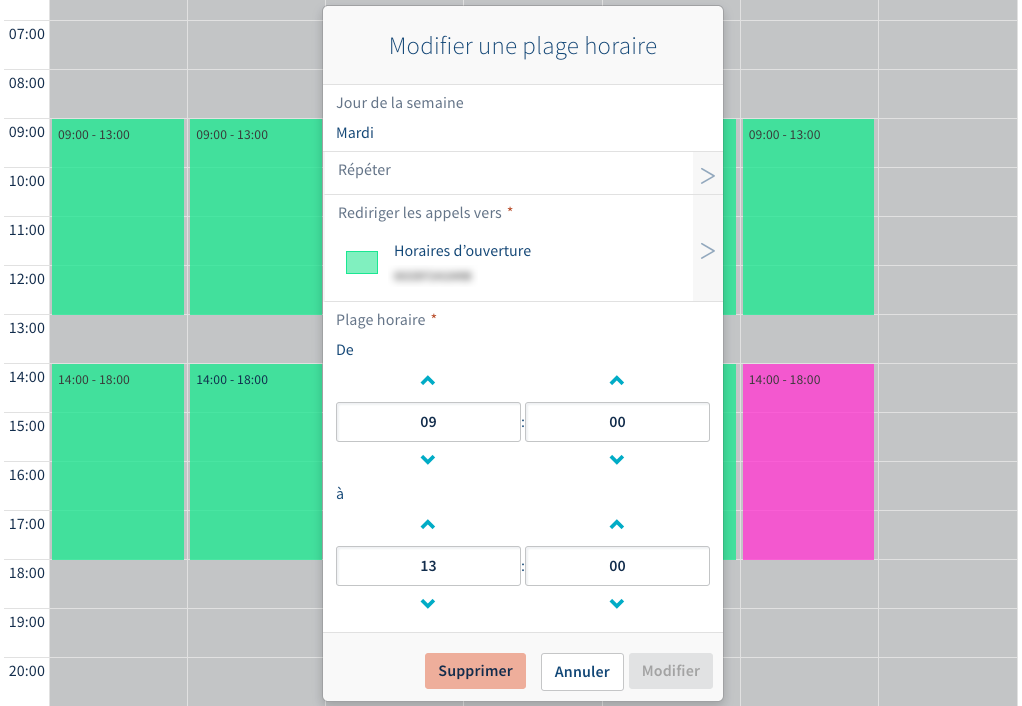 Modifier une plage horaire
Jour de la semaine
Mardi
Répéter
>
Rediriger les appels vers *
Horaires d’ouverture
>
Plage horaire *
De
09 : 00
à
13 : 00
Supprimer Annuler Modifier
07:00
08:00
09:00 09:00 - 13:00 09:00 - 13:00 09:00 - 13:00
10:00
11:00
12:00
13:00
14:00 14:00 - 18:00 14:00 - 18:00 14:00 - 18:00
15:00
16:00
17:00
18:00
19:00
20:00